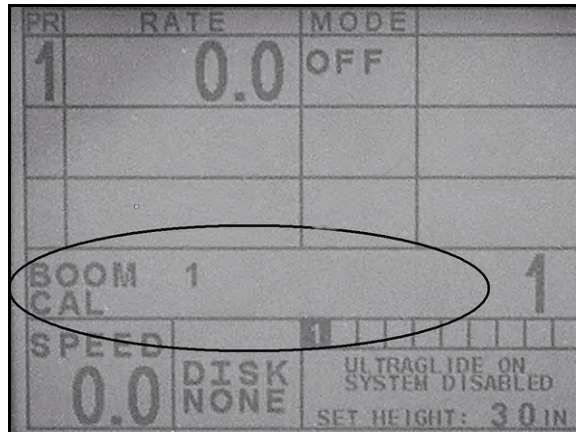 PR RATE MODE
1 0.0 OFF
BOOM 1
CAL
1
1
SPEED
0.0
DISK
NONE
ULTRAGLIDE ON
SYSTEM DISABLED
SET HEIGHT: 30 IN